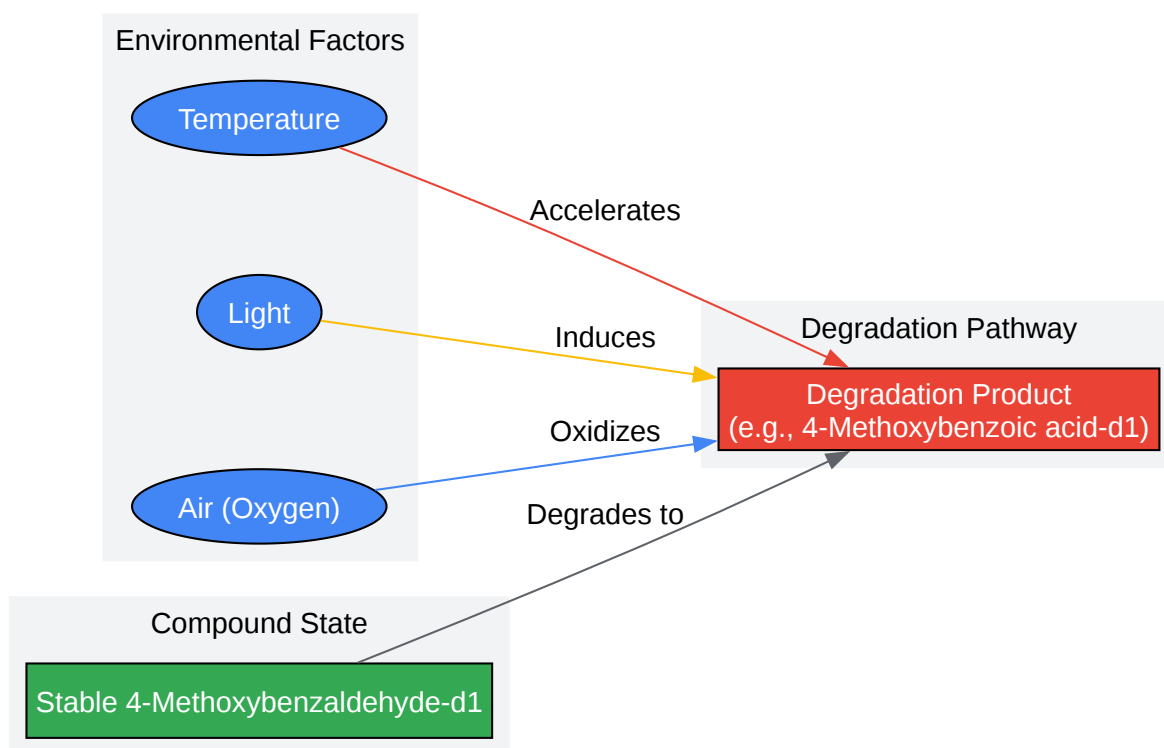 Environmental Factors
Temperature
Accelerates
Light
Induces
Degradation Pathway
Degradation Product
(e.g., 4-Methoxybenzoic acid-d1)
Oxidizes
Air (Oxygen)
Degrades to
Compound State
Stable 4-Methoxybenzaldehyde-d1